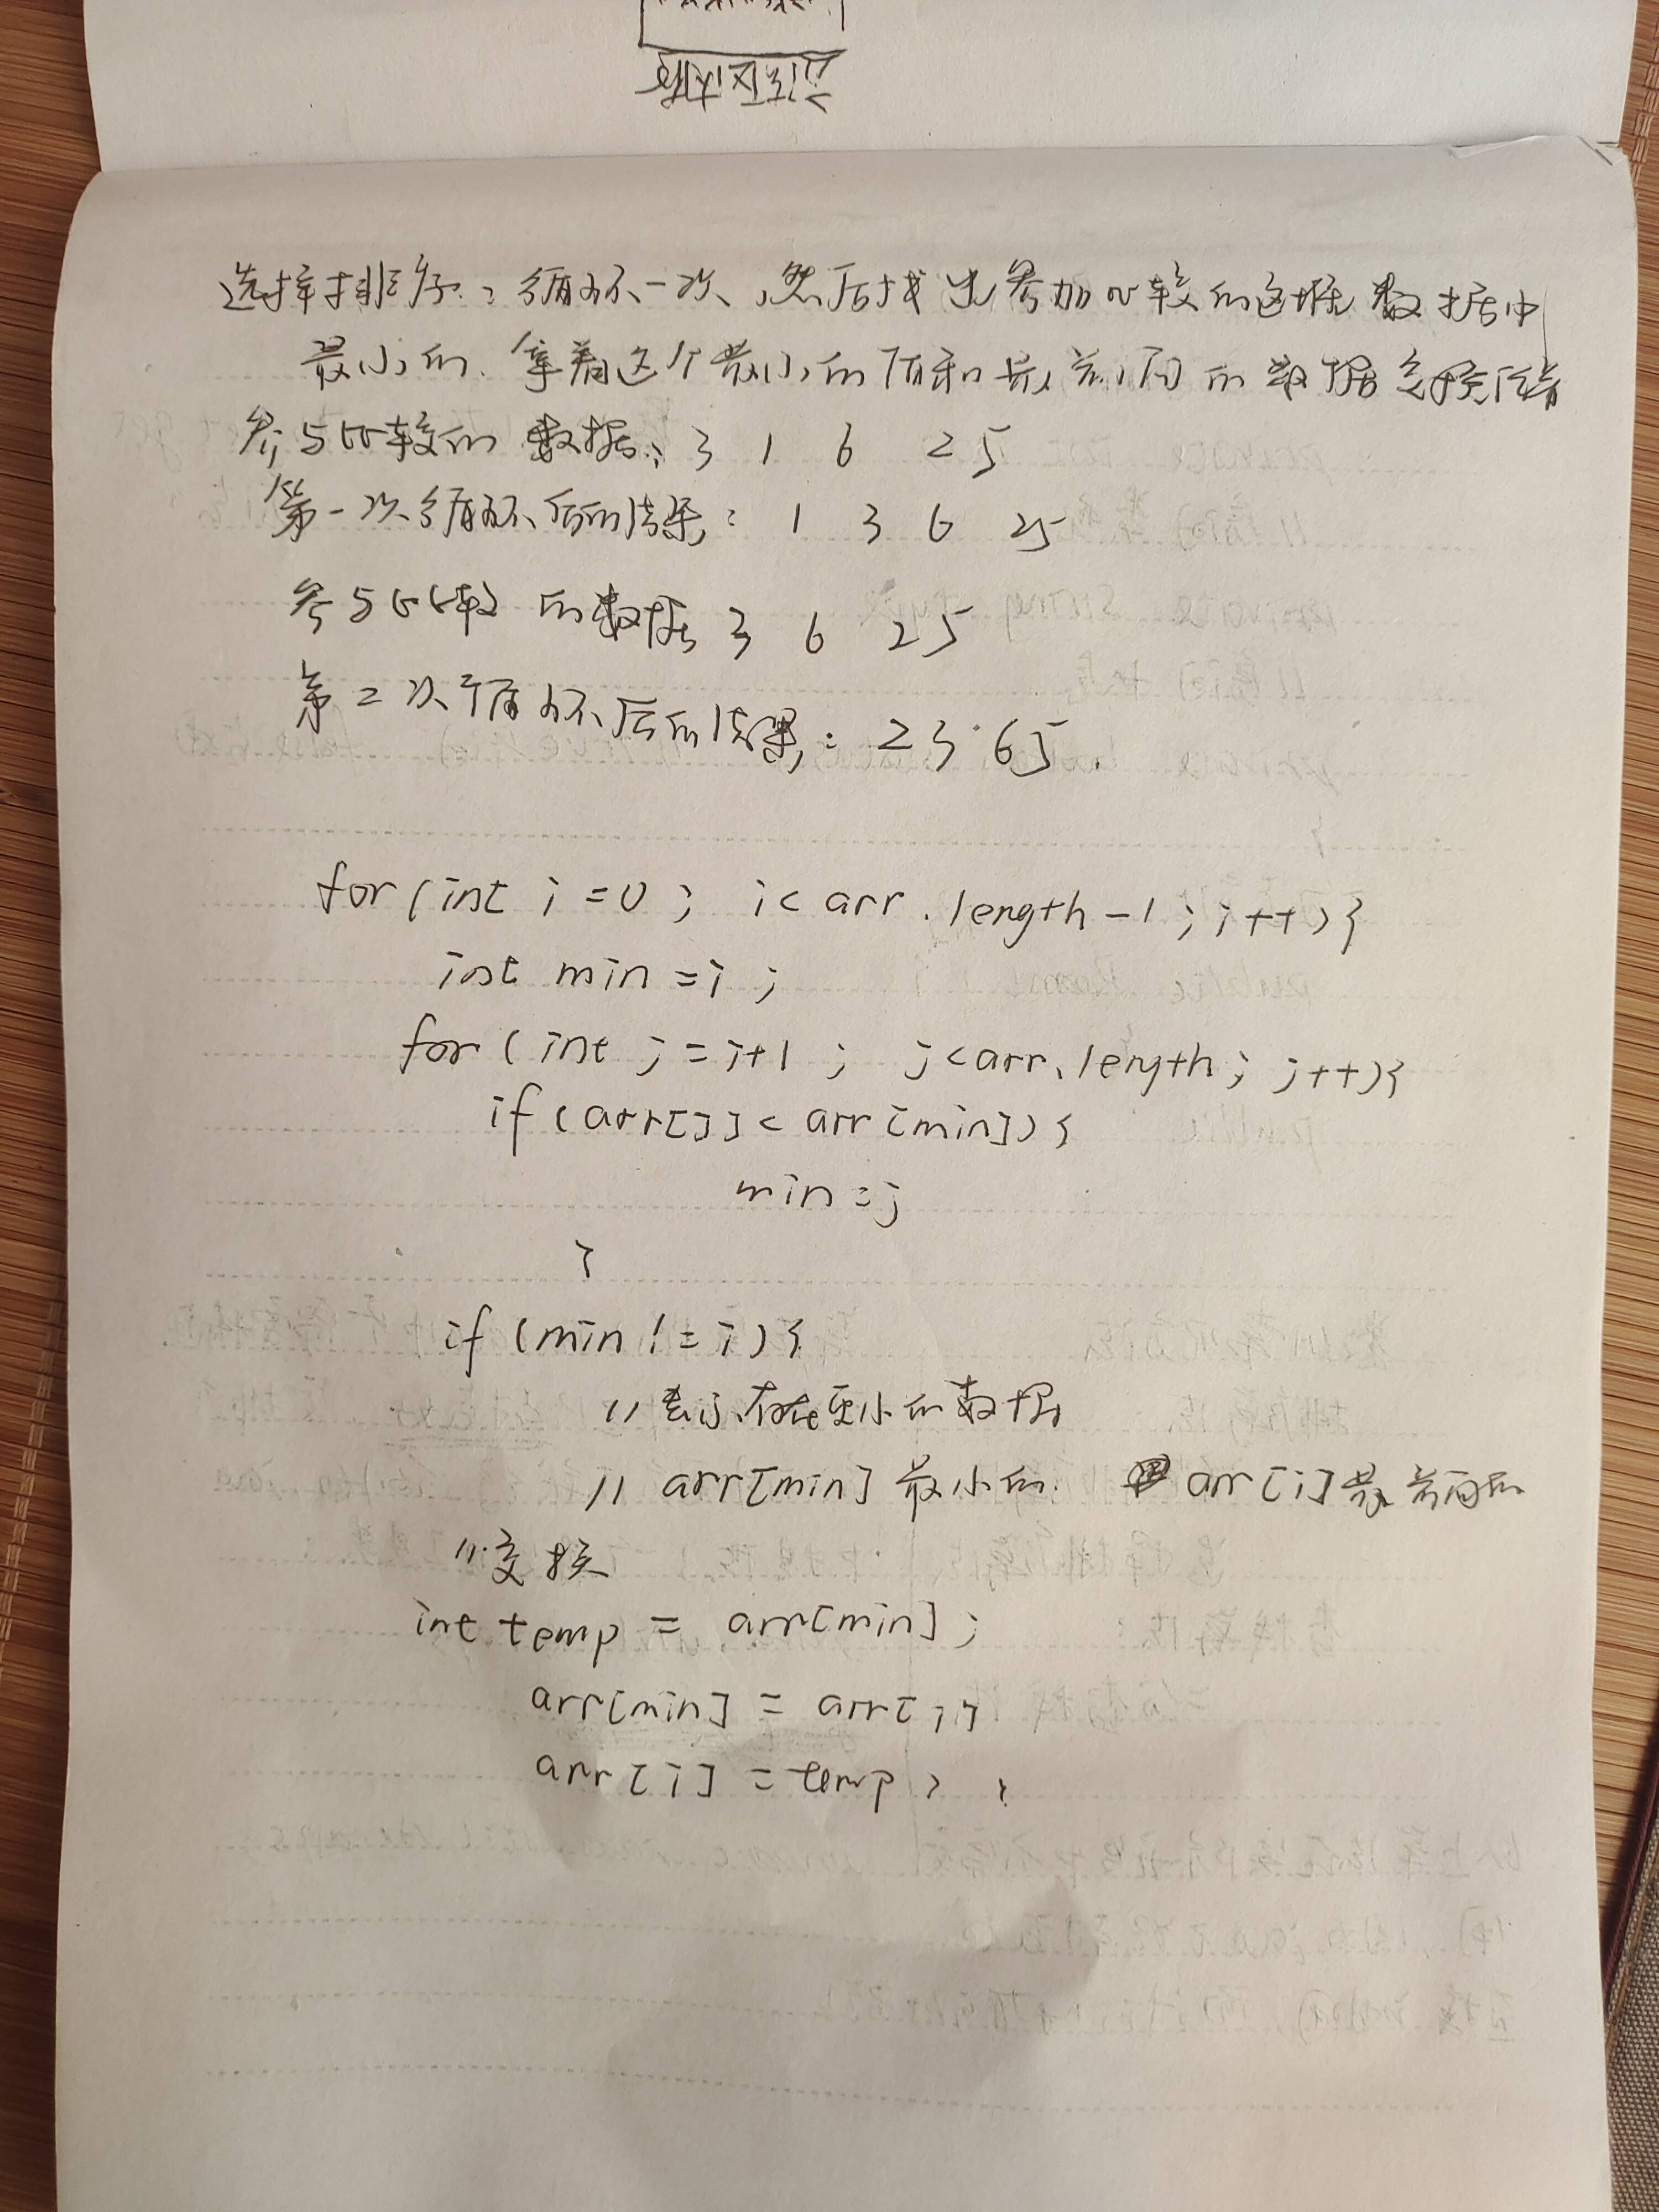 选择排序: 循环一次, 然后找出参加比较的这堆数据中
最小的. 拿着这个最小的值和最前面的数据交换位置
参与比较的数据: 3 1 6 2 5
第一次循环后的结果: 1 3 6 2 5
参与比较的数据 3 6 2 5
第二次循环后的结果: 2 3 6 5
for (int i = 0 ; i < arr . length - 1 ; i ++ ) {
int min = i ;
for ( int j = i+1 ; j < arr. length ; j ++){
if (arr[j] < arr [min]) {
min = j
}
if (min != i) {
// 表示存在更小的数据
// arr[min] 最小的. arr [i] 最前面的
// 交换
int temp = arr[min] ;
arr[min] = arr[i];
arr [i] = temp ;